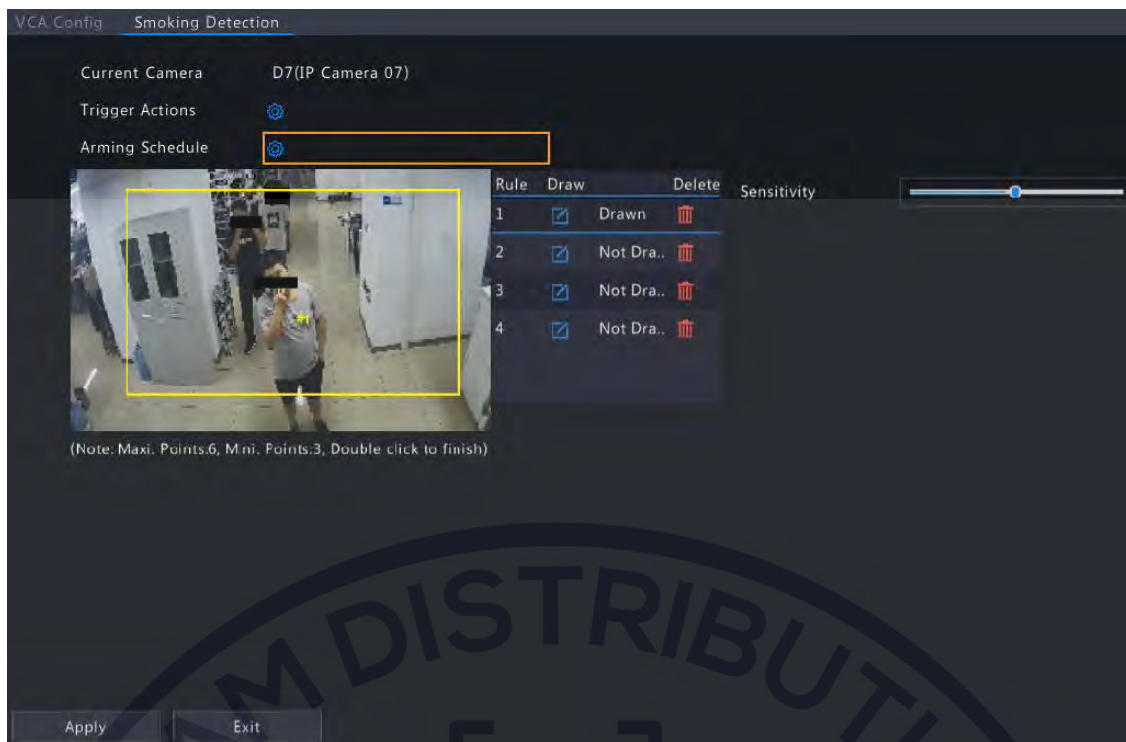 VCA Config Smoking Detection
Current Camera D7(IP Camera 07)
Trigger Actions
Arming Schedule
Rule Draw Delete
Sensitivity
1 Drawn
2 Not Dra..
3 Not Dra..
4 Not Dra..
#1
(Note: Maxi. Points:6, Mini. Points:3, Double click to finish)
M DISTRIBUT
Apply Exit